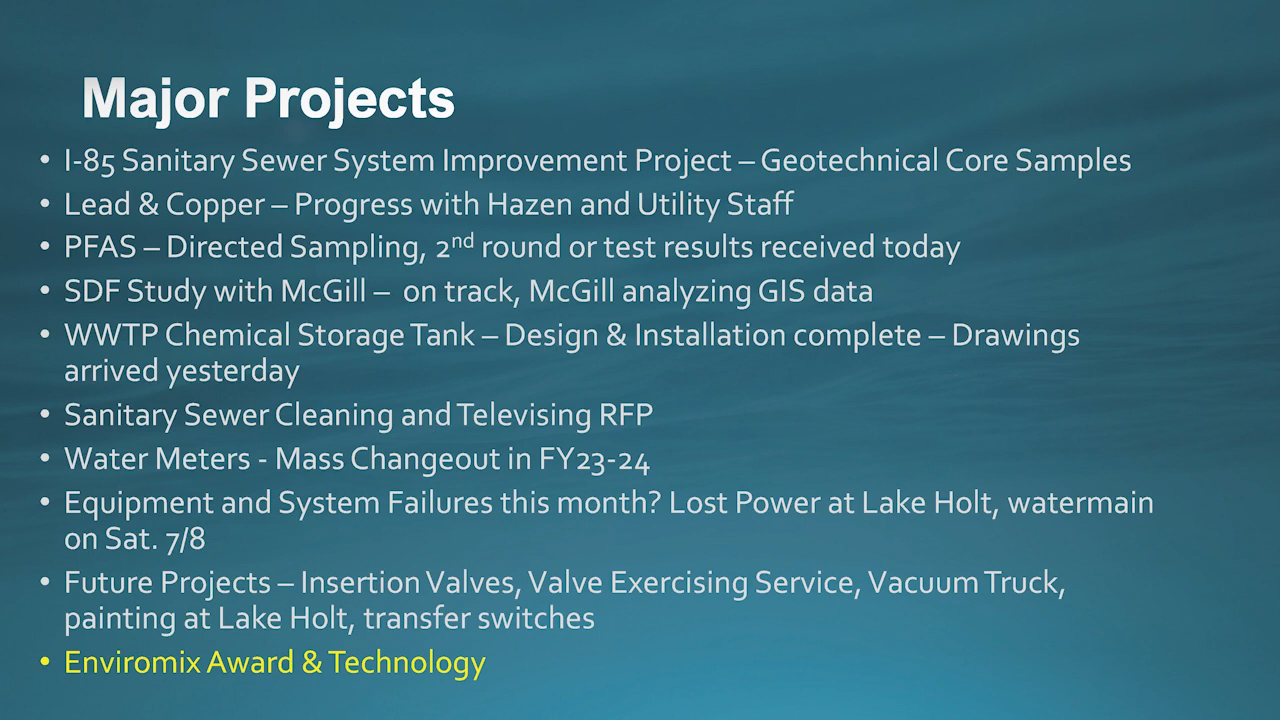 Major Projects
• I-85 Sanitary Sewer System Improvement Project – Geotechnical Core Samples
• Lead & Copper – Progress with Hazen and Utility Staff
• PFAS – Directed Sampling, 2nd round or test results received today
• SDF Study with McGill – on track, McGill analyzing GIS data
• WWTP Chemical Storage Tank – Design & Installation complete – Drawings
arrived yesterday
• Sanitary Sewer Cleaning and Televising RFP
• Water Meters - Mass Changeout in FY23-24
• Equipment and System Failures this month? Lost Power at Lake Holt, watermain
on Sat. 7/8
• Future Projects – Insertion Valves, Valve Exercising Service, Vacuum Truck,
painting at Lake Holt, transfer switches
• Enviromix Award & Technology